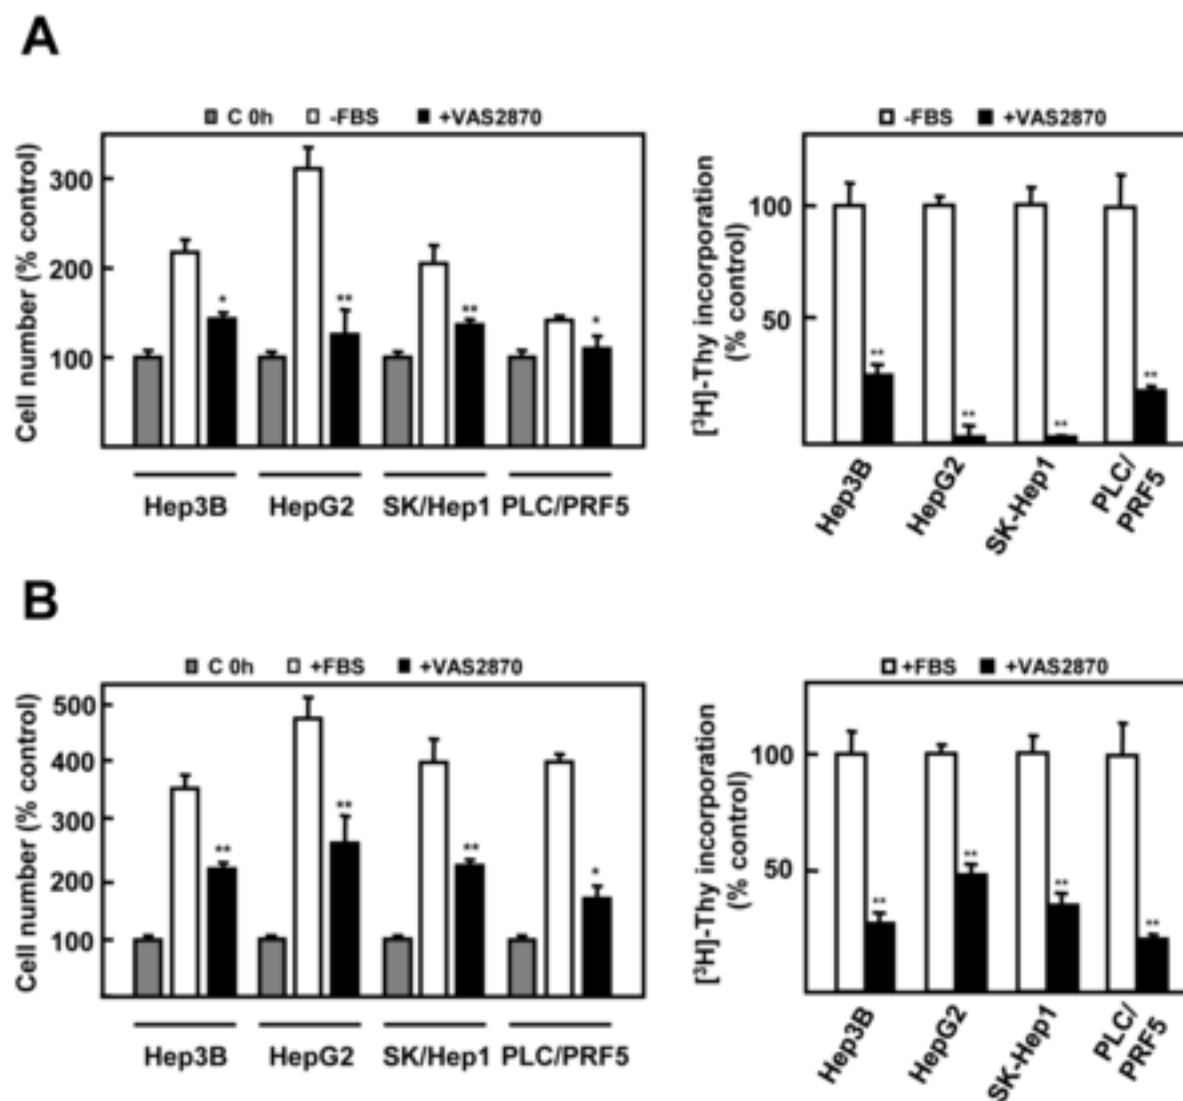 A
C 0h -FBS +VAS2870
Cell number (% control)
300
200
100
* ** ** *
Hep3B HepG2 SK/Hep1 PLC/PRF5
-FBS +VAS2870
[³H]-Thy incorporation
(% control)
100
50
** ** ** **
Hep3B
HepG2
SK-Hep1
PLC/
PRF5
B
C 0h +FBS +VAS2870
Cell number (% control)
500
400
300
200
100
** ** ** *
Hep3B HepG2 SK/Hep1 PLC/PRF5
+FBS +VAS2870
[³H]-Thy incorporation
(% control)
100
50
** ** ** **
Hep3B
HepG2
SK-Hep1
PLC/
PRF5